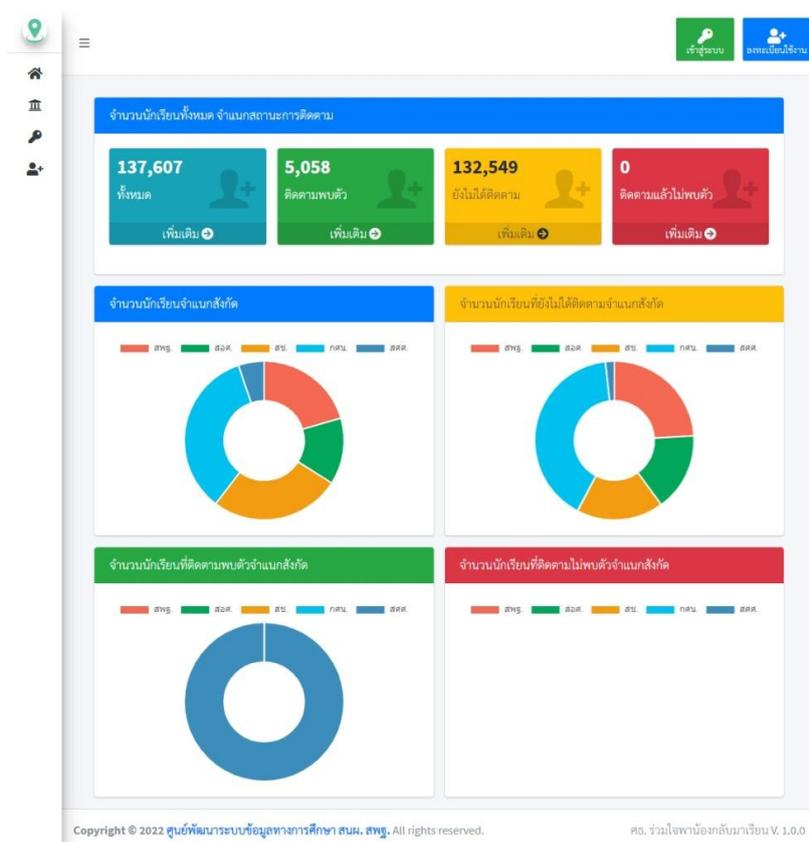 เข้าสู่ระบบ
ลงทะเบียนใช้งาน
จำนวนนักเรียนทั้งหมด จำแนกสถานะการติดตาม
137,607
ทั้งหมด
เพิ่มเติม
5,058
ติดตามพบตัว
เพิ่มเติม
132,549
ยังไม่ได้ติดตาม
เพิ่มเติม
0
ติดตามแล้วไม่พบตัว
เพิ่มเติม
จำนวนนักเรียนจำแนกสังกัด
สพฐ. สอศ. สช. กศน. สศศ.
จำนวนนักเรียนที่ยังไม่ได้ติดตามจำแนกสังกัด
สพฐ. สอศ. สช. กศน. สศศ.
จำนวนนักเรียนที่ติดตามพบตัวจำแนกสังกัด
สพฐ. สอศ. สช. กศน. สศศ.
จำนวนนักเรียนที่ติดตามไม่พบตัวจำแนกสังกัด
สพฐ. สอศ. สช. กศน. สศศ.
Copyright © 2022 ศูนย์พัฒนาระบบข้อมูลทางการศึกษา สนผ. สพฐ. All rights reserved.
ศธ. ร่วมใจพาน้องกลับมาเรียน V. 1.0.0